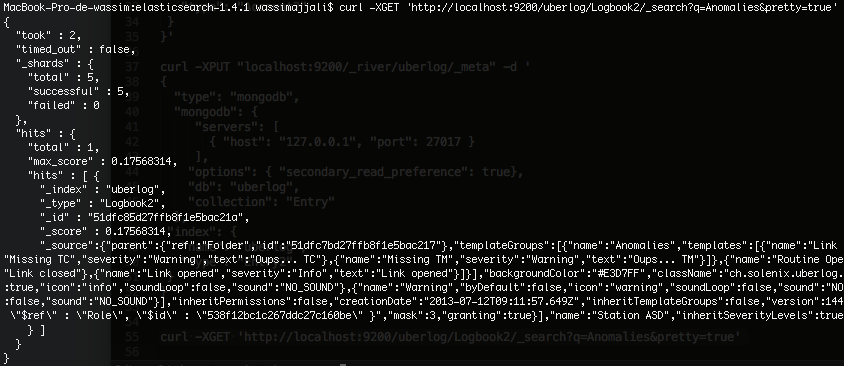 MacBook-Pro-de-wassim:elasticsearch-1.4.1 wassimajjali$ curl -XGET 'http://localhost:9200/uberlog/Logbook2/_search?q=Anomalies&pretty=true'
{
"took" : 2,
"timed_out" : false,
"_shards" : {
"total" : 5,
"successful" : 5,
"failed" : 0
},
"hits" : {
"total" : 1,
"max_score" : 0.17568314,
"hits" : [ {
"_index" : "uberlog",
"_type" : "Logbook2",
"_id" : "51dfc85d27ffb8f1e5bac21a",
"_score" : 0.17568314,
"_source":{"parent":{"ref":"Folder","id":"51dfc7bd27ffb8f1e5bac217"},"templateGroups":[{"name":"Anomalies","templates":[{"name":"Link
"Missing TC","severity":"Warning","text":"Oups... TC"},{"name":"Missing TM","severity":"Warning","text":"Oups... TM"}]},{"name":"Routine Ope
"Link closed"},{"name":"Link opened","severity":"Info","text":"Link opened"}]}],"backgroundColor":"#E3D7FF","className":"ch.solenix.uberlog.
:true,"icon":"info","soundLoop":false,"sound":"NO_SOUND"},{"name":"Warning","byDefault":false,"icon":"warning","soundLoop":false,"sound":"NO
:false,"sound":"NO_SOUND"}],"inheritPermissions":false,"creationDate":"2013-07-12T09:11:57.649Z","inheritTemplateGroups":false,"version":144
\"$ref\" : \"Role\", \"$id\" : \"538f12bc1c267ddc27c160be\" }","mask":3,"granting":true}],"name":"Station ASD","inheritSeverityLevels":true
} ]
}
}
34 }
35 }'
37 curl -XPUT "localhost:9200/_river/uberlog/_meta" -d '
38 {
39 "type": "mongodb",
40 "mongodb": {
41 "servers": [
42 { "host": "127.0.0.1", "port": 27017 }
],
"options": { "secondary_read_preference": true},
"db": "uberlog",
"collection": "Entry"
"index": {
55 curl -XGET 'http://localhost:9200/uberlog/Logbook2/_search?q=Anomalies&pretty=true'
56